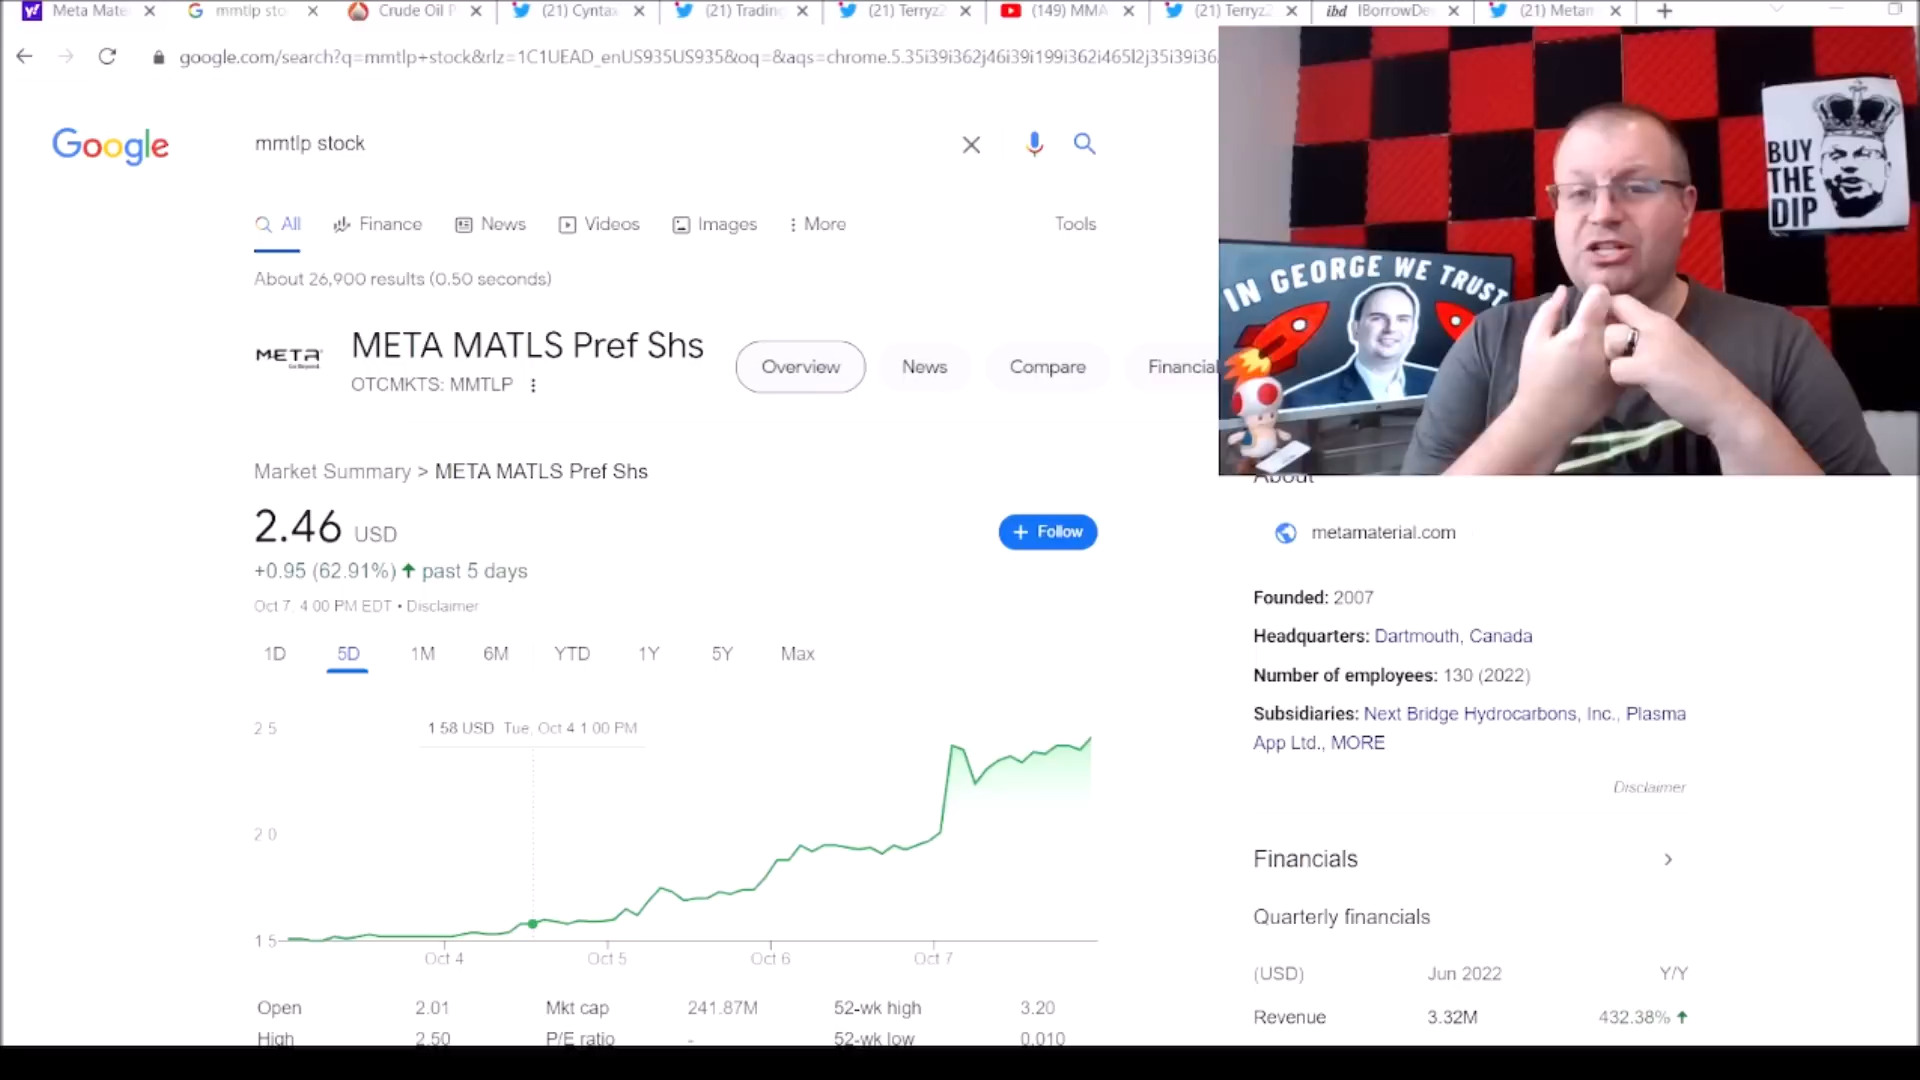 Meta Mate
mmtlp sto
Crude Oil P
(21) Cynta
(21) Trading
(21) Terryz
(149) MMA
(21) Terryz
ibd IBorrowDe
(21) Metam
google.com/search?q=mmtlp+stock&rlz=1C1UEAD_enUS935US935&oq=&aqs=chrome.5.35i39i362j46i39i199i362i465l2j35i39i36
Google
mmtlp stock
All
Finance
News
Videos
Images
More
Tools
About 26,900 results (0.50 seconds)
META
META MATLS Pref Shs
OTCMKTS: MMTLP
Overview
News
Compare
Financial
Market Summary > META MATLS Pref Shs
2.46 USD
+ Follow
+0.95 (62.91%) past 5 days
Oct 7, 4:00 PM EDT • Disclaimer
1D 5D 1M 6M YTD 1Y 5Y Max
1.58 USD Tue, Oct 4 1:00 PM
2.5
2.0
1.5
Oct 4
Oct 5
Oct 6
Oct 7
Open 2.01 Mkt cap 241.87M 52-wk high 3.20
High 2.50 P/E ratio - 52-wk low 0.010
BUY
THE
DIP
IN GEORGE WE TRUST
About
metamaterial.com
Founded: 2007
Headquarters: Dartmouth, Canada
Number of employees: 130 (2022)
Subsidiaries: Next Bridge Hydrocarbons, Inc., Plasma
App Ltd., MORE
Disclaimer
Financials
Quarterly financials
(USD) Jun 2022 Y/Y
Revenue 3.32M 432.38%